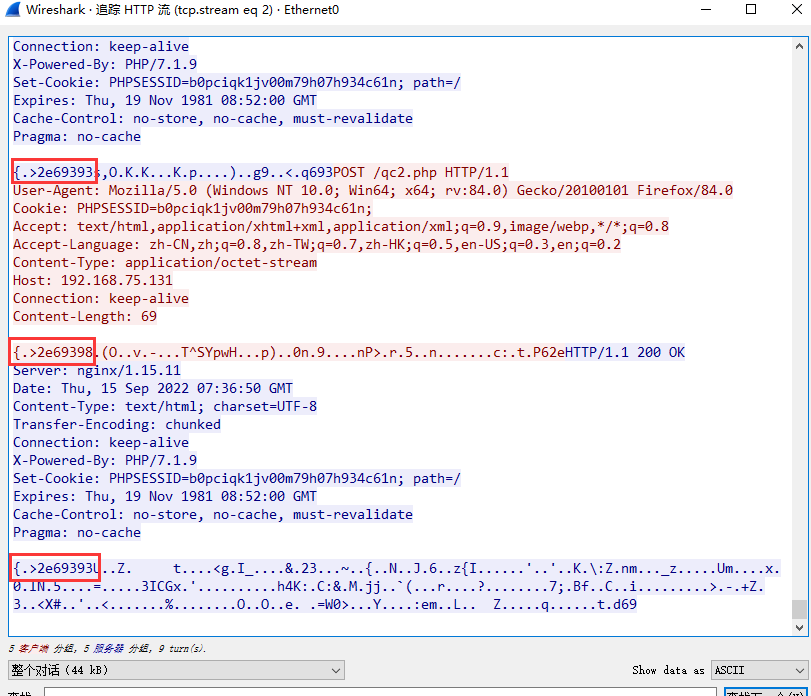 Wireshark · 追踪 HTTP 流 (tcp.stream eq 2) · Ethernet0
Connection: keep-alive
X-Powered-By: PHP/7.1.9
Set-Cookie: PHPSESSID=b0pciqk1jv00m79h07h934c61n; path=/
Expires: Thu, 19 Nov 1981 08:52:00 GMT
Cache-Control: no-store, no-cache, must-revalidate
Pragma: no-cache
{.>2e69393s,O.K.K...K.p....)..g9..<.q693POST /qc2.php HTTP/1.1
User-Agent: Mozilla/5.0 (Windows NT 10.0; Win64; x64; rv:84.0) Gecko/20100101 Firefox/84.0
Cookie: PHPSESSID=b0pciqk1jv00m79h07h934c61n;
Accept: text/html,application/xhtml+xml,application/xml;q=0.9,image/webp,*/*;q=0.8
Accept-Language: zh-CN,zh;q=0.8,zh-TW;q=0.7,zh-HK;q=0.5,en-US;q=0.3,en;q=0.2
Content-Type: application/octet-stream
Host: 192.168.75.131
Connection: keep-alive
Content-Length: 69
{.>2e69398.(O..v.-...T^SYpwH...p)..0n.9....nP>.r.5..n.......c:.t.P62eHTTP/1.1 200 OK
Server: nginx/1.15.11
Date: Thu, 15 Sep 2022 07:36:50 GMT
Content-Type: text/html; charset=UTF-8
Transfer-Encoding: chunked
Connection: keep-alive
X-Powered-By: PHP/7.1.9
Set-Cookie: PHPSESSID=b0pciqk1jv00m79h07h934c61n; path=/
Expires: Thu, 19 Nov 1981 08:52:00 GMT
Cache-Control: no-store, no-cache, must-revalidate
Pragma: no-cache
{.>2e69393U..Z. t....<g.I_....&.23...~..{..N..J.6..z{I......'..'..K.\:Z.nm..._z.....Um....x.
0.lN.5....=.....3ICGx.'..........h4K:.C:&.M.jj..`(...r....?........7;.Bf..C..i.........>.-.+Z.
3..<X#..'..<.......%........O..O..e. .=W0>...Y....:em..L.. Z.....q......t.d69
5 客户端 分组, 5 服务器 分组, 9 turn(s).
整个对话 (44 kB) Show data as ASCII